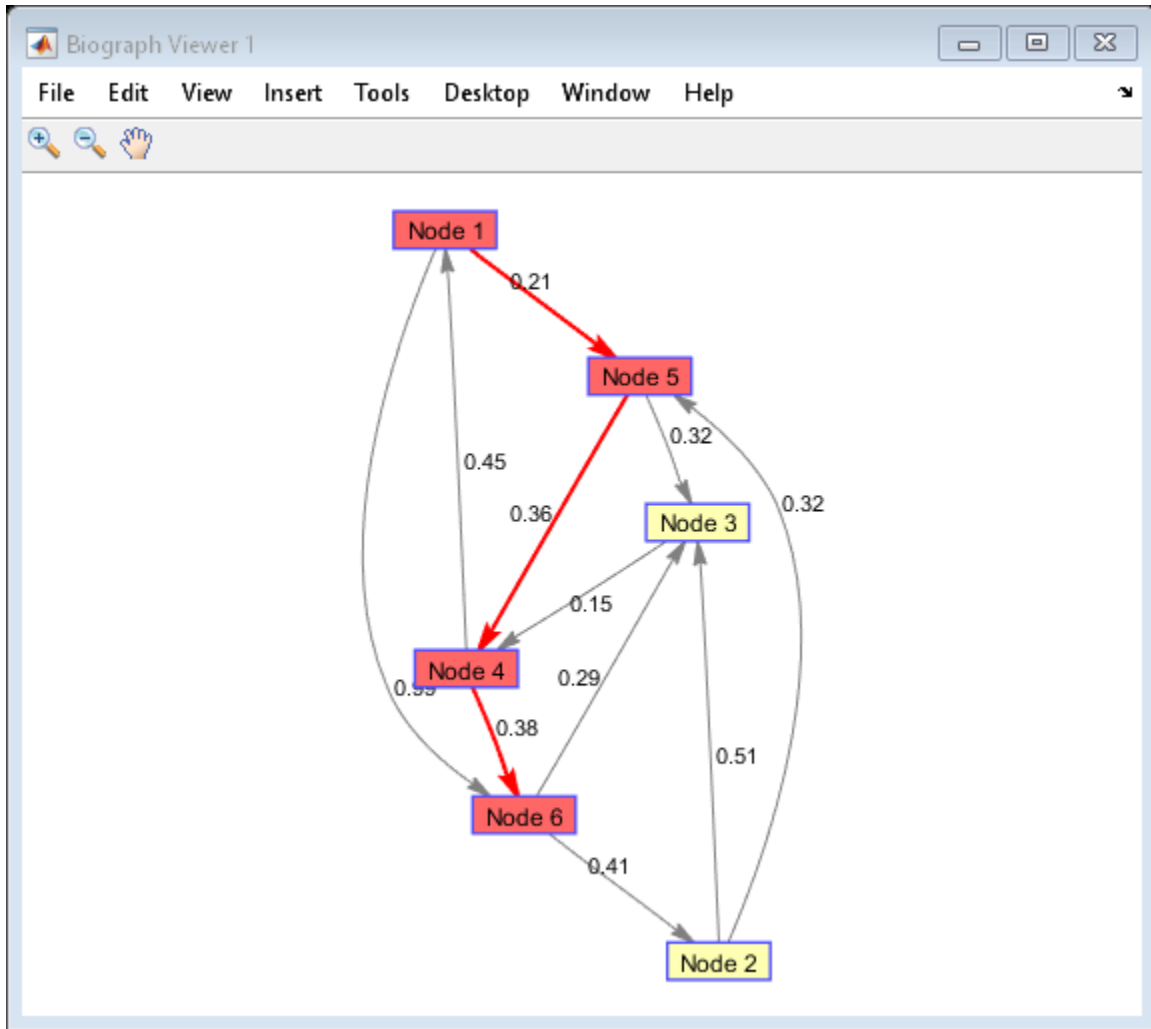 Biograph Viewer 1
File Edit View Insert Tools Desktop Window Help
Node 1
0.21
Node 5
0.32
0.45
0.32
0.36
Node 3
0.15
Node 4
0.29
0.99
0.38
0.51
Node 6
0.41
Node 2